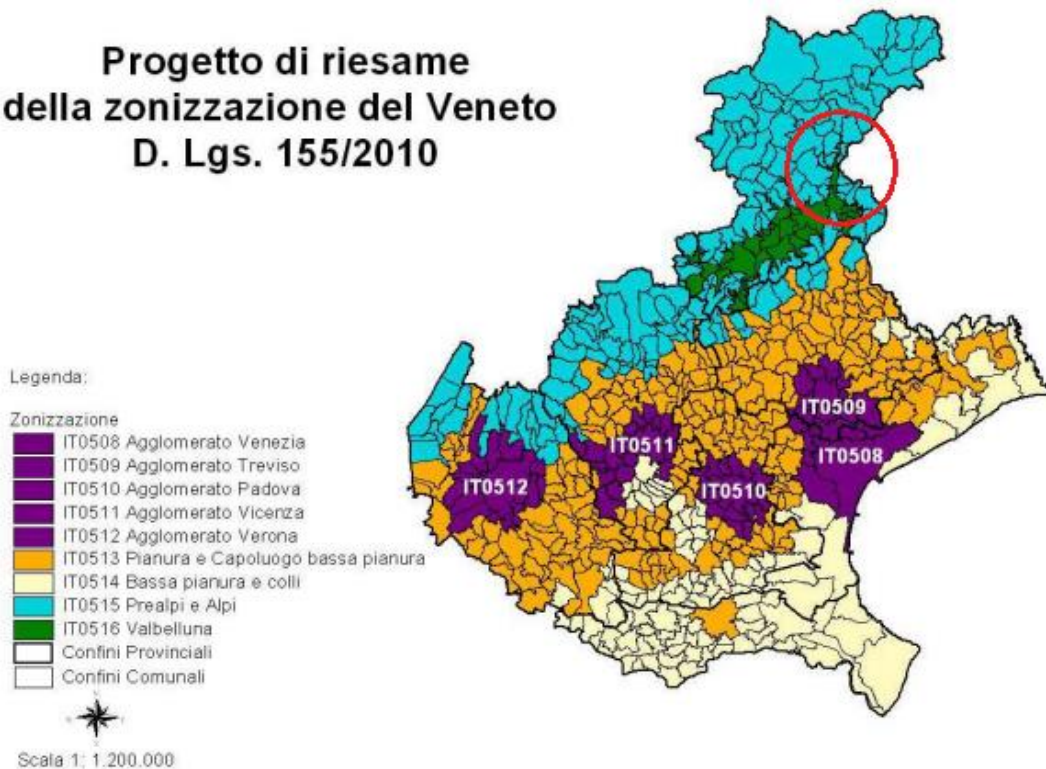 Progetto di riesame
della zonizzazione del Veneto
D. Lgs. 155/2010
Legenda:
Zonizzazione
IT0508 Agglomerato Venezia
IT0509 Agglomerato Treviso
IT0510 Agglomerato Padova
IT0511 Agglomerato Vicenza
IT0512 Agglomerato Verona
IT0513 Pianura e Capoluogo bassa pianura
IT0514 Bassa pianura e colli
IT0515 Prealpi e Alpi
IT0516 Valbelluna
Confini Provinciali
Confini Comunali
Scala 1: 1.200.000
IT0509
IT0511
IT0508
IT0512
IT0510